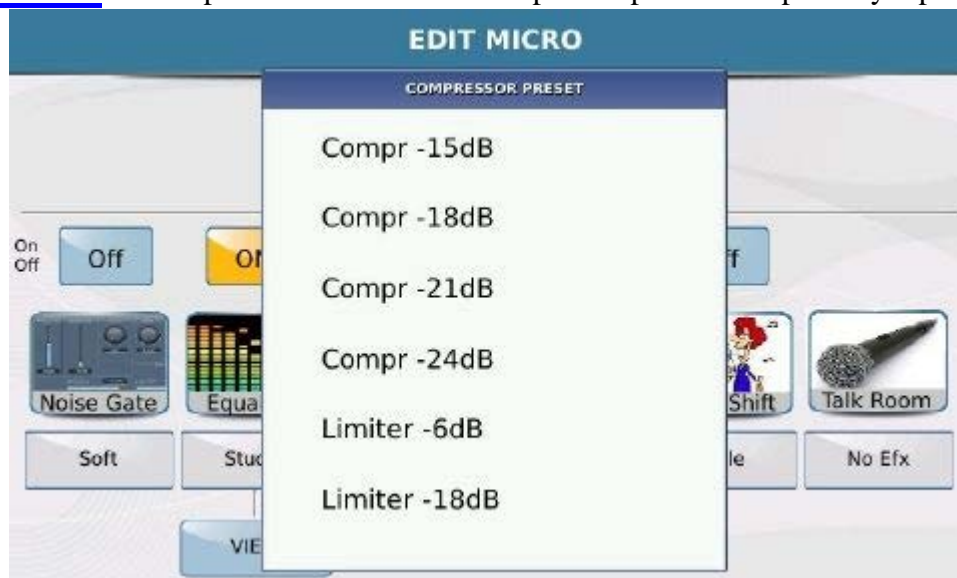 EDIT MICRO
COMPRESSOR PRESET
Compr -15dB
Compr -18dB
Compr -21dB
Compr -24dB
Limiter -6dB
Limiter -18dB
On
Off
Off
Noise Gate
Shift
Talk Room
Soft
No Efx